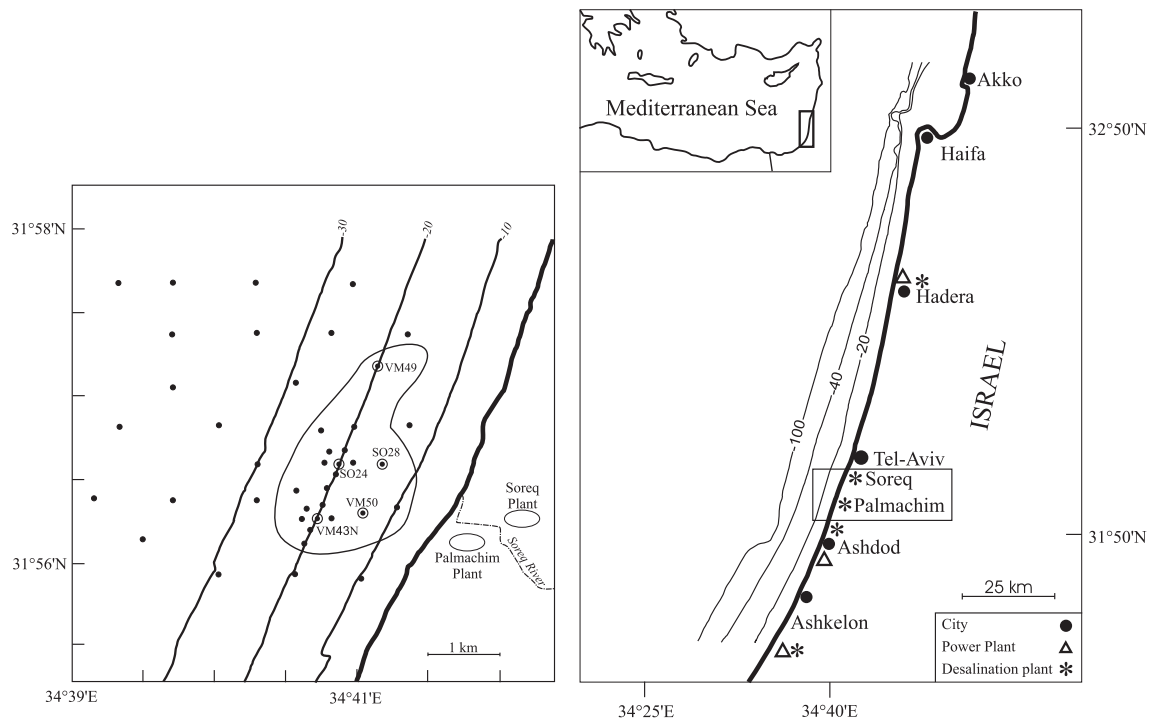 31°58'N
31°56'N
34°39'E
34°41'E
-30
-20
-10
VM49
SO28
SO24
VM50
VM43N
Soreq
Plant
Palmachim
Plant
Soreq River
1 km
Mediterranean Sea
Akko
32°50'N
Haifa
Hadera
ISRAEL
-20
-40
-100
Tel-Aviv
Soreq
Palmachim
Ashdod
31°50'N
25 km
Ashkelon
City
Power Plant
Desalination plant
34°25'E
34°40'E